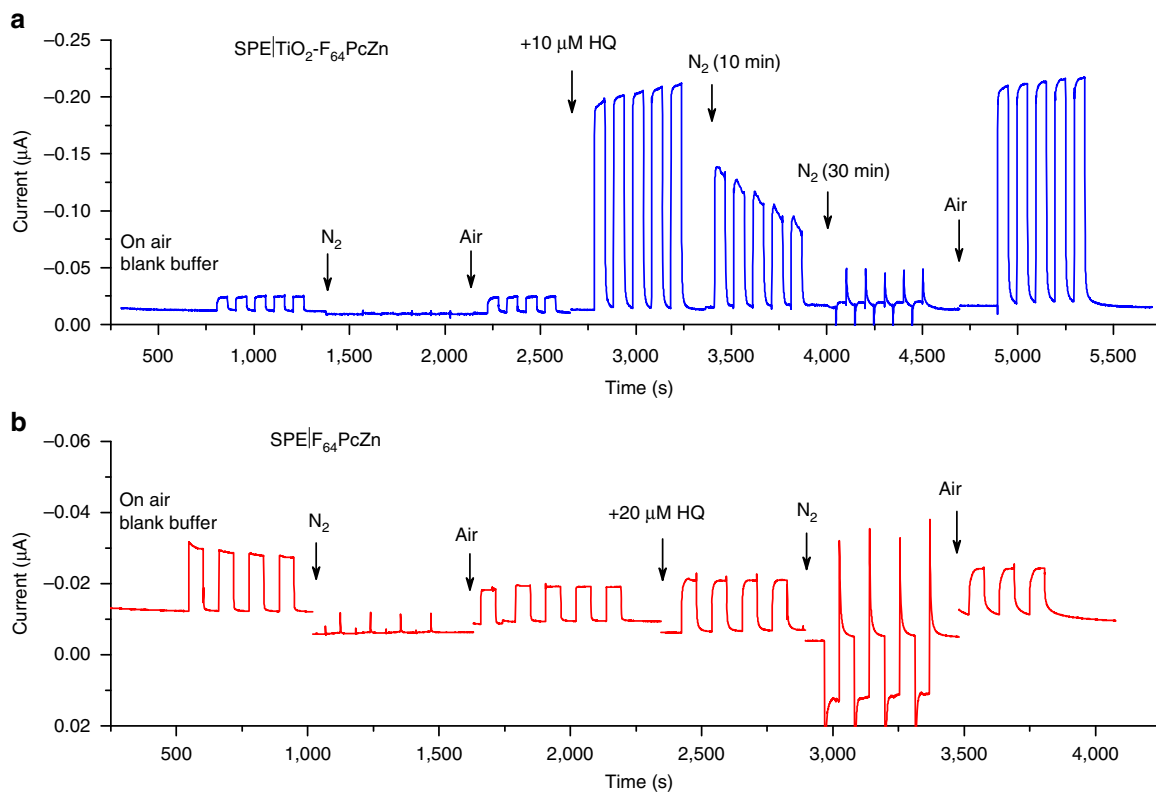 a
SPE|TiO₂-F₆₄PcZn
+10 μM HQ
N₂ (10 min)
N₂ (30 min)
Air
On air
blank buffer
N₂
Air
Current (μA)
–0.25
–0.20
–0.15
–0.10
–0.05
0.00
500 1,000 1,500 2,000 2,500 3,000 3,500 4,000 4,500 5,000 5,500
Time (s)
b
SPE|F₆₄PcZn
On air
blank buffer
N₂
Air
+20 μM HQ
N₂
Air
Current (μA)
–0.06
–0.04
–0.02
0.00
0.02
500 1,000 1,500 2,000 2,500 3,000 3,500 4,000
Time (s)